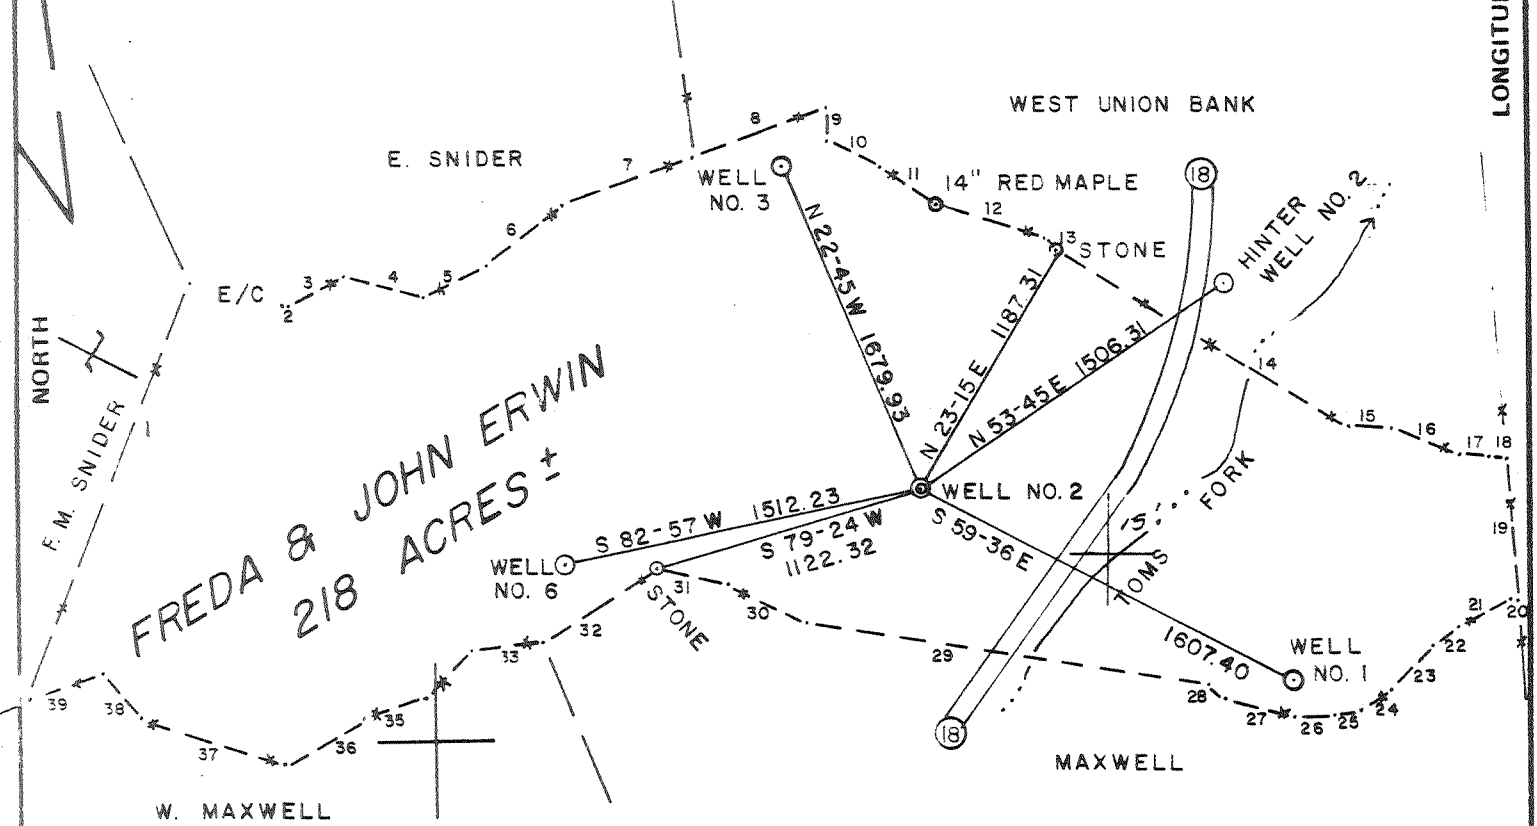 LONGITU
WEST UNION BANK
8
9
10
E. SNIDER
7
11
WELL
NO. 3
14" RED MAPLE
12
18
HINTER
WELL NO. 2
6
13
STONE
3
4
5
E/C
2
NORTH
N 22-45 W 1679.93
N 23-15 E 1187.31
N 53-45 E 1506.31
14
F. M. SNIDER
1
FREDA & JOHN ERWIN
218 ACRES ±
15
16
17
18
WELL NO. 2
S 82-57 W 1512.23
S 79-24 W
1122.32
S 59-36 E
1607.40
15'
TOMS FORK
19
WELL
NO. 6
31
STONE
30
32
33
29
20
21
22
23
24
25
26
27
28
WELL
NO. 1
39
38
37
36
35
18
MAXWELL
W. MAXWELL